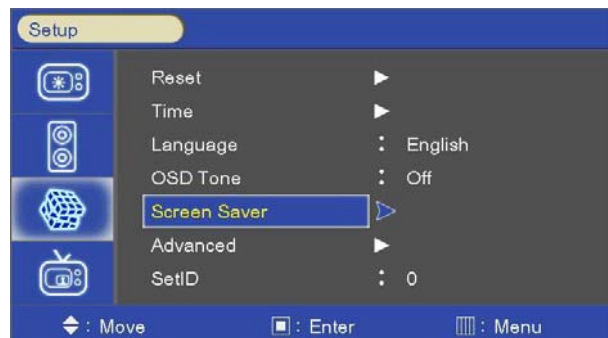 Setup
Reset ▶
Time ▶
Language : English
OSD Tone : Off
Screen Saver ▷
Advanced ▶
SetID : 0
: Move : Enter : Menu